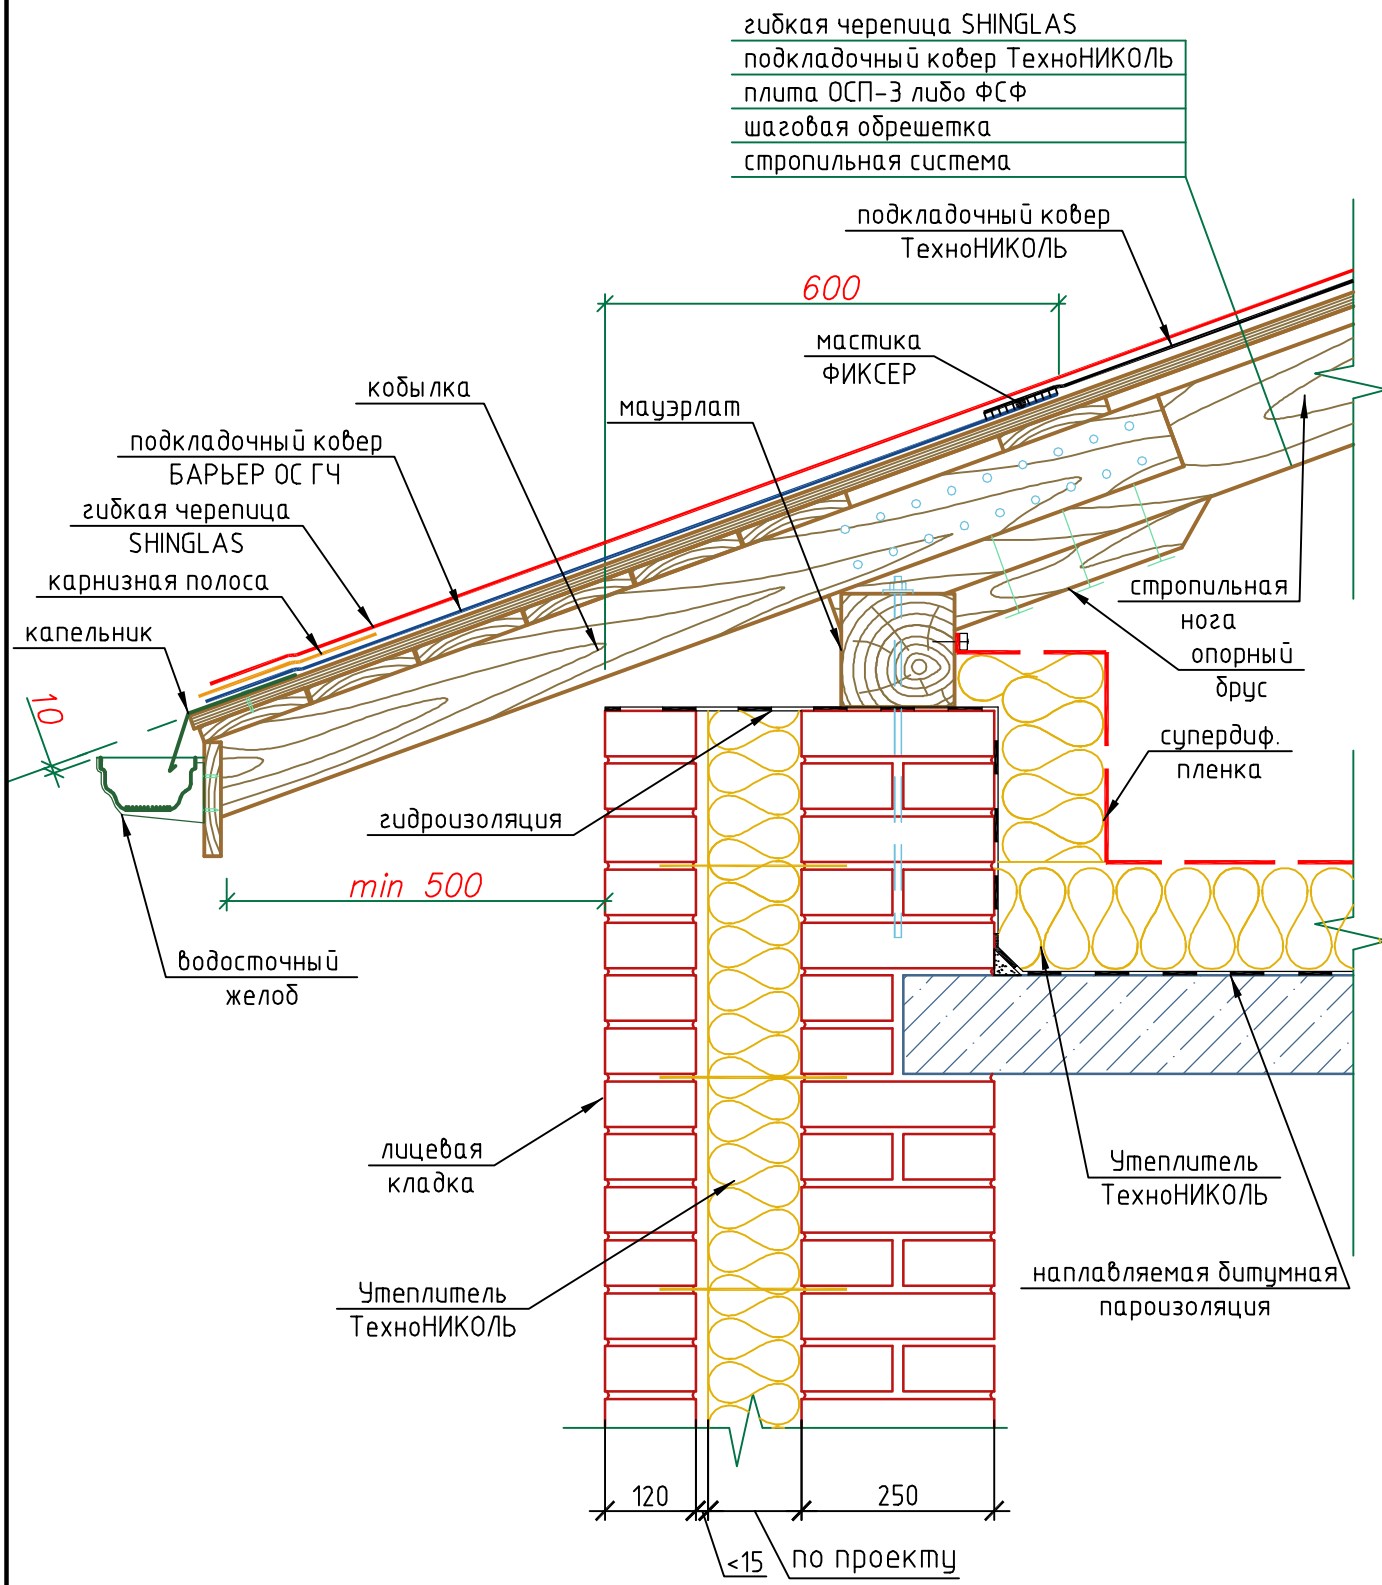 гибкая черепица SHINGLAS
подкладочный ковер ТехноНИКОЛЬ
плита ОСП-3 либо ФСФ
шаговая обрешетка
стропильная система
подкладочный ковер
ТехноНИКОЛЬ
600
мастика
ФИКСЕР
кобылка
мауэрлат
подкладочный ковер
БАРЬЕР ОС ГЧ
гибкая черепица
SHINGLAS
карнизная полоса
капельник
стропильная
нога
опорный
брус
10
супердиф.
пленка
гидроизоляция
min 500
водосточный
желоб
лицевая
кладка
Утеплитель
ТехноНИКОЛЬ
наплавляемая битумная
пароизоляция
Утеплитель
ТехноНИКОЛЬ
120
250
<15
по проекту